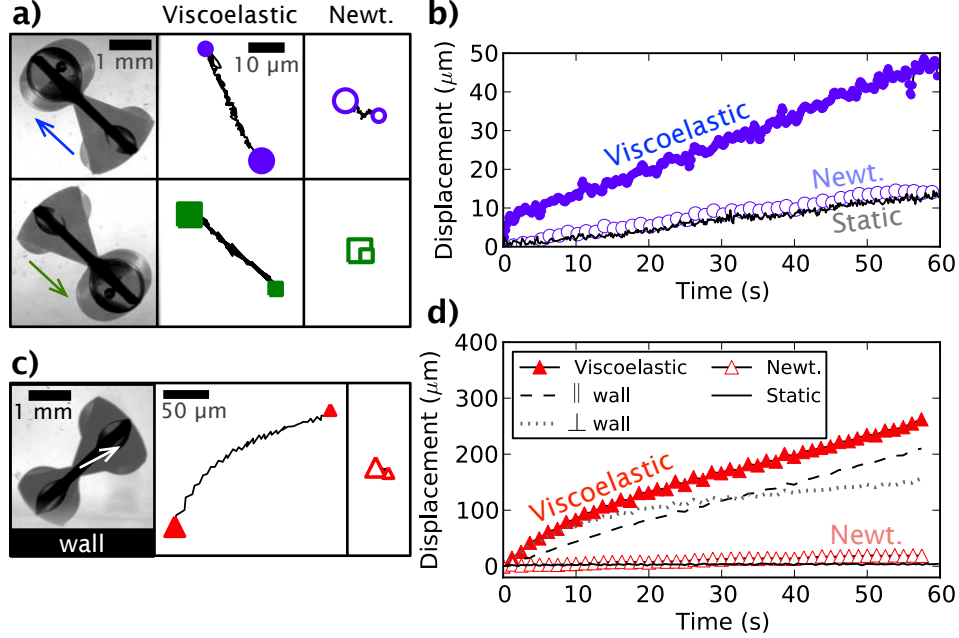 a)
Viscoelastic
Newt.
1 mm
10 μm
b)
Displacement (μm)
50
40
30
20
10
0
Viscoelastic
Newt.
Static
0
10
20
30
40
50
60
Time (s)
c)
1 mm
wall
50 μm
d)
Displacement (μm)
400
300
200
100
0
Viscoelastic
|| wall
⊥ wall
Newt.
Static
Viscoelastic
Newt.
0
10
20
30
40
50
60
Time (s)